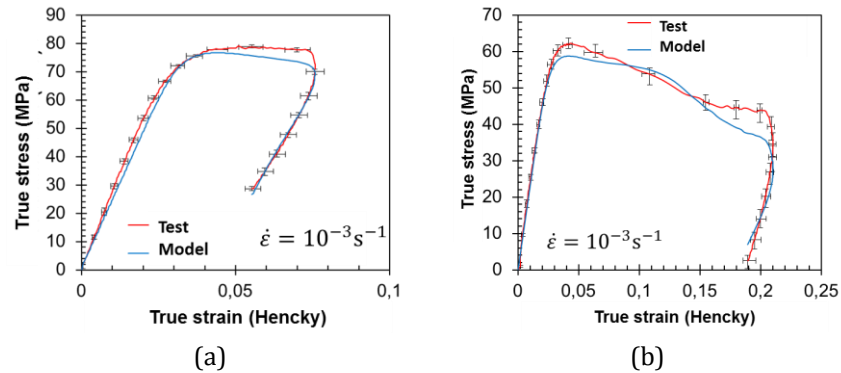 90
80
70
60
50
40
30
20
10
0
True stress (MPa)
Test
Model
ε̇ = 10⁻³s⁻¹
0 0,05 0,1
True strain (Hencky)
(a)
70
60
50
40
30
20
10
0
True stress (MPa)
Test
Model
ε̇ = 10⁻³s⁻¹
0 0,05 0,1 0,15 0,2 0,25
True strain (Hencky)
(b)